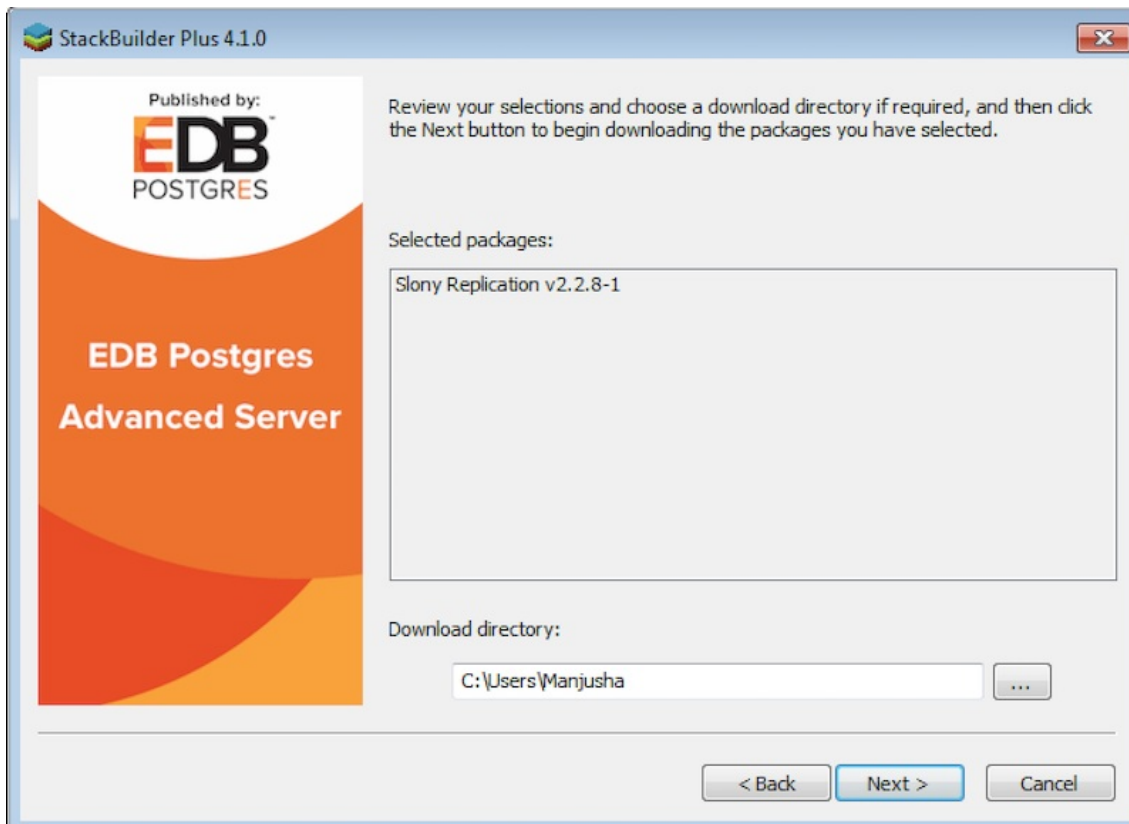 StackBuilder Plus 4.1.0
Published by:
EDB™
POSTGRES
EDB Postgres
Advanced Server
Review your selections and choose a download directory if required, and then click
the Next button to begin downloading the packages you have selected.
Selected packages:
Slony Replication v2.2.8-1
Download directory:
C:\Users\Manjusha
...
< Back
Next >
Cancel